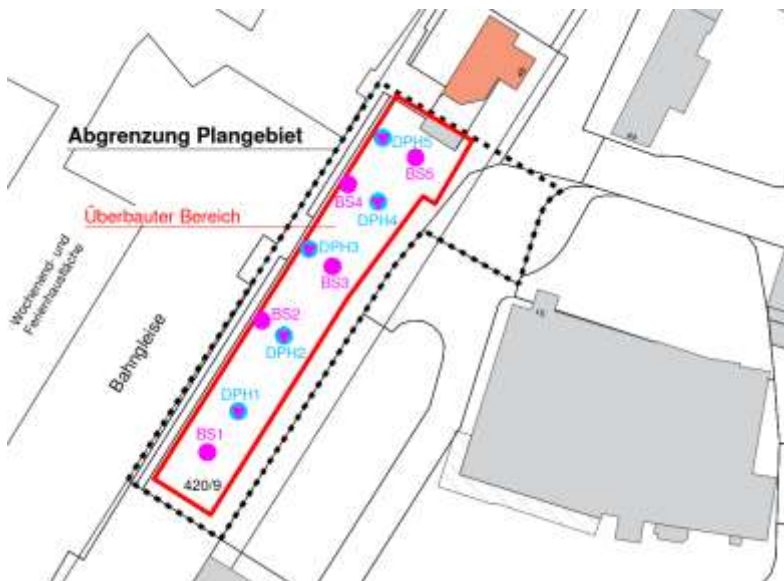 Abgrenzung Plangebiet
DPH5
BS5
BS4
DPH4
Überbauter Bereich
DPH3
BS3
Wochenend- und
Ferienhausfläche
BS2
DPH2
Bahngleise
DPH1
BS1
420/9